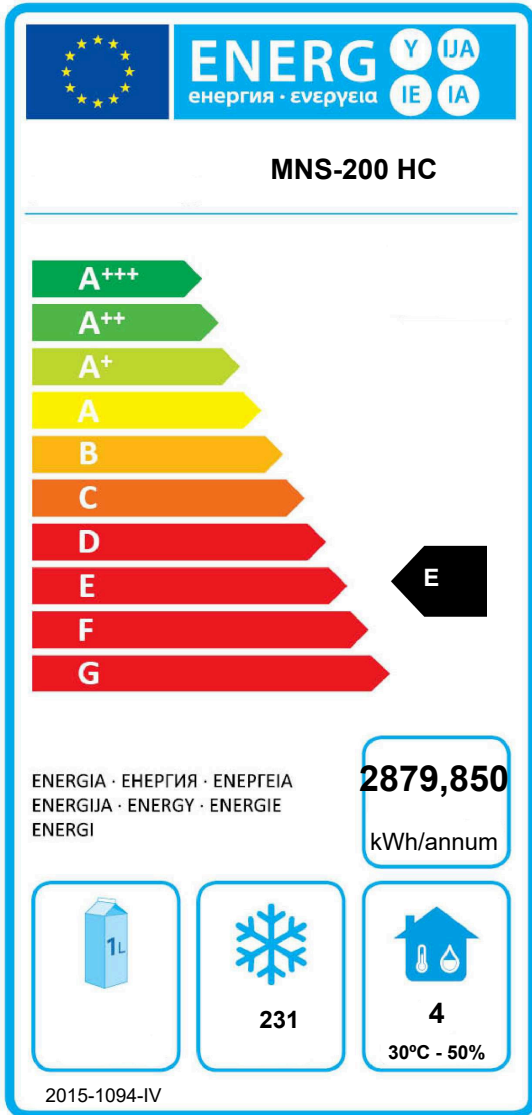 ENERG Y IJA
енергия · ενεργεια IE IA
MNS-200 HC
A+++
A++
A+
A
B
C
D
E
E
F
G
ENERGIA · ЕНЕРГИЯ · ΕΝΕΡΓΕΙΑ
ENERGIJA · ENERGY · ENERGIE
ENERGI
2879,850
kWh/annum
1L
231
4
30ºC - 50%
2015-1094-IV